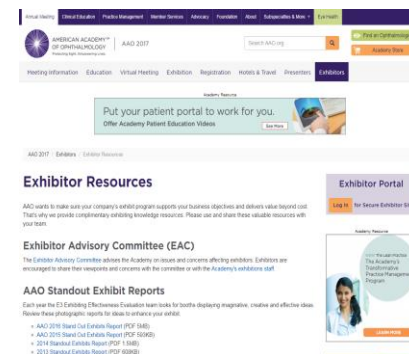 Annual Meeting Clinical Education Practice Management Member Services Advocacy Foundation About Subspecialties & More Eye Health
AMERICAN ACADEMY™
OF OPHTHALMOLOGY
Protecting Sight. Empowering Lives.
AAO 2017
Search AAO.org
Find an Ophthalmologist
Academy Store
Meeting Information Education Virtual Meeting Exhibition Registration Hotels & Travel Presenters Exhibitors
Academy Resource
Put your patient portal to work for you.
Offer Academy Patient Education Videos
See More
AAO 2017 / Exhibitors / Exhibitor Resources
Exhibitor Resources
AAO wants to make sure your company's exhibit program supports your business objectives and delivers value beyond cost.
That's why we provide complimentary exhibiting knowledge resources. Please use and share these valuable resources with
your team.
Exhibitor Advisory Committee (EAC)
The Exhibitor Advisory Committee advises the Academy on issues and concerns affecting exhibitors. Exhibitors are
encouraged to share their viewpoints and concerns with the committee or with the Academy's exhibitions staff.
AAO Standout Exhibit Reports
Each year the E3 Exhibiting Effectiveness Evaluation team looks for booths displaying imaginative, creative and effective ideas.
Review these photographic reports for ideas to enhance your exhibit.
AAO 2016 Stand Out Exhibits Report (PDF 5MB)
AAO 2015 Stand Out Exhibits Report (PDF 593KB)
2014 Standout Exhibits Report (PDF 1.5MB)
2013 Standout Exhibits Report (PDF 608KB)
Exhibitor Portal
Log In for Secure Exhibitor
Academy Resource
The Academy's
Transformative
Practice Management
Program
LEARN MORE